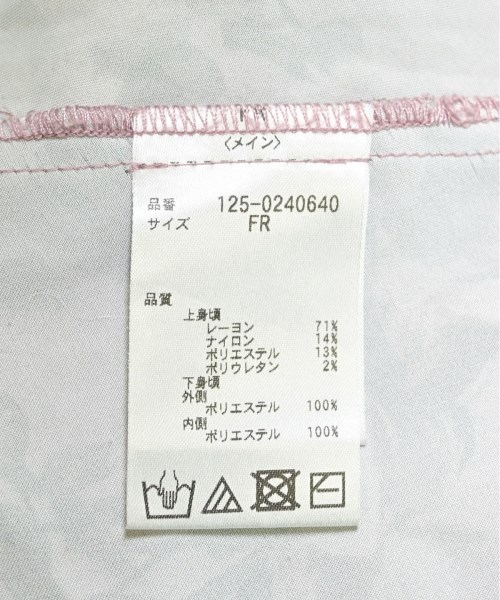 〈メイン〉
品番 125-0240640
サイズ FR
品質
上身頃
レーヨン 71%
ナイロン 14%
ポリエステル 13%
ポリウレタン 2%
下身頃
外側
ポリエステル 100%
内側
ポリエステル 100%